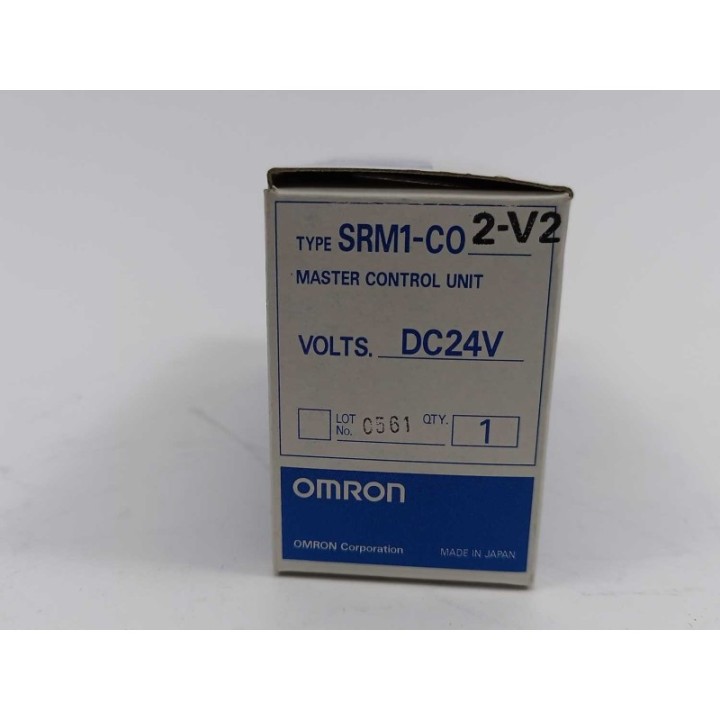 TYPE SRM1-C02-V2
MASTER CONTROL UNIT
VOLTS. DC24V
LOT No. 0561 QTY. 1
OMRON
OMRON Corporation MADE IN JAPAN